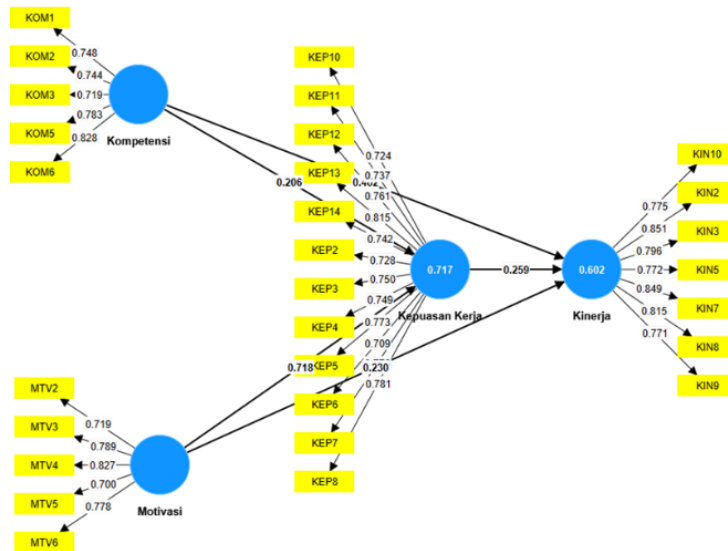 KOM1
KOM2
KOM3
KOM5
KOM6
0.748
0.744
0.719
0.783
0.828
Kompetensi
MTV2
MTV3
MTV4
MTV5
MTV6
0.719
0.789
0.827
0.700
0.778
Motivasi
0.206
0.402
0.718
0.230
KEP10
KEP11
KEP12
KEP13
KEP14
KEP2
KEP3
KEP4
KEP5
KEP6
KEP7
KEP8
0.724
0.737
0.761
0.815
0.742
0.728
0.750
0.749
0.773
0.709
0.781
0.717
Kepuasan Kerja
0.259
0.602
Kinerja
0.775
0.851
0.796
0.772
0.849
0.815
0.771
KIN10
KIN2
KIN3
KIN5
KIN7
KIN8
KIN9